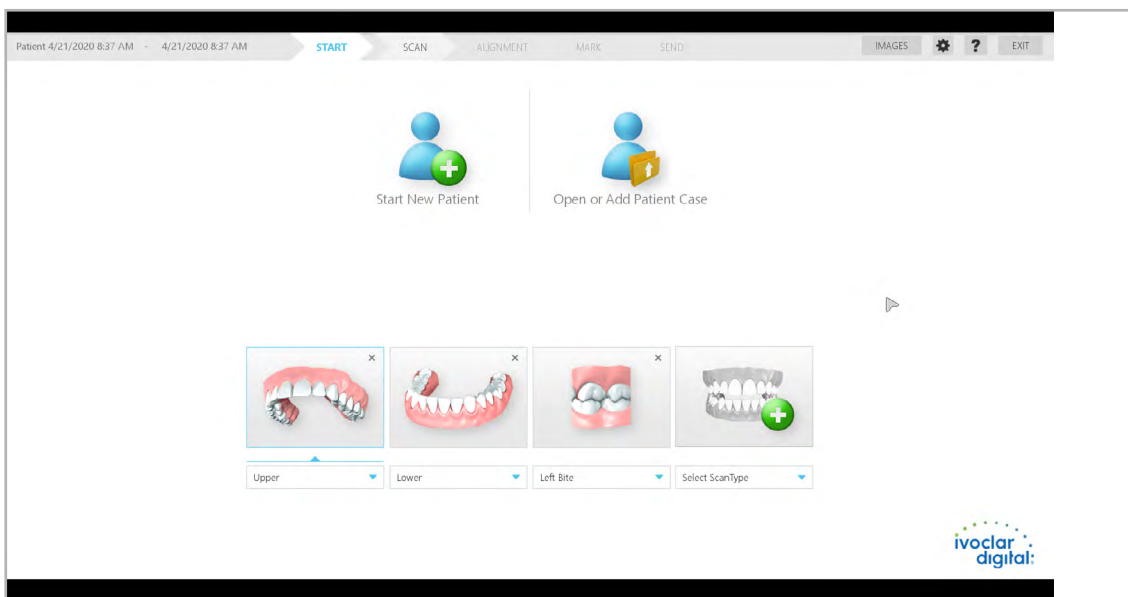 Patient 4/21/2020 8:37 AM - 4/21/2020 8:37 AM START SCAN ALIGNMENT MARK SEND IMAGES ? EXIT
Start New Patient Open or Add Patient Case
Upper Lower Left Bite Select ScanType
ivoclar
digital: